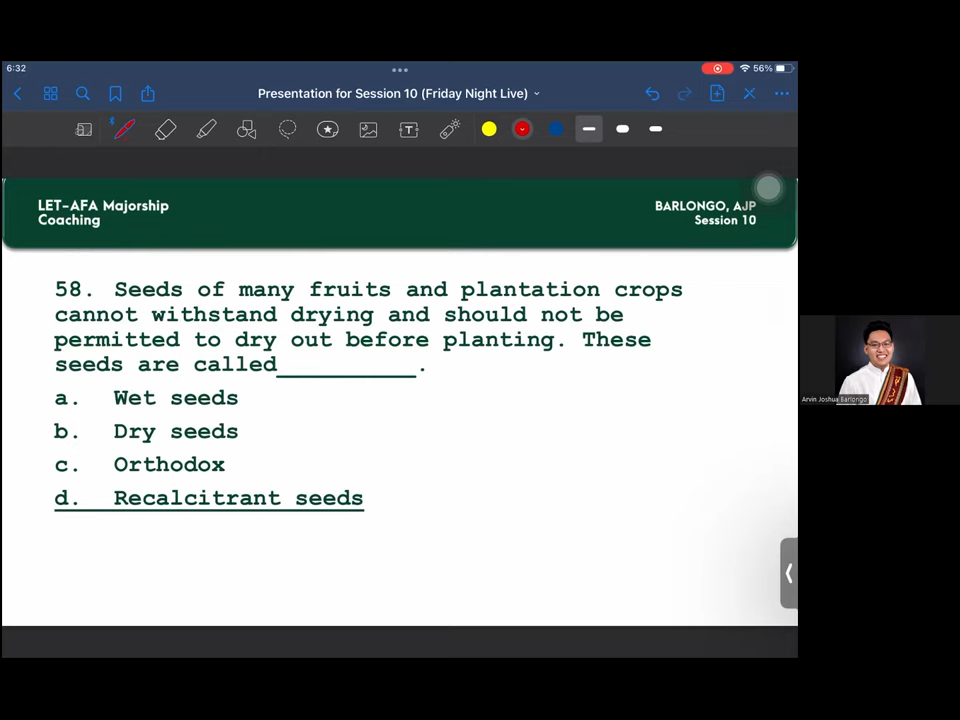 6:32
56%
Presentation for Session 10 (Friday Night Live)
T
LET-AFA Majorship
Coaching
BARLONGO, AJP
Session 10
58. Seeds of many fruits and plantation crops
cannot withstand drying and should not be
permitted to dry out before planting. These
seeds are called__________.
a. Wet seeds
b. Dry seeds
c. Orthodox
d. Recalcitrant seeds
Arvin Joshua Barlongo